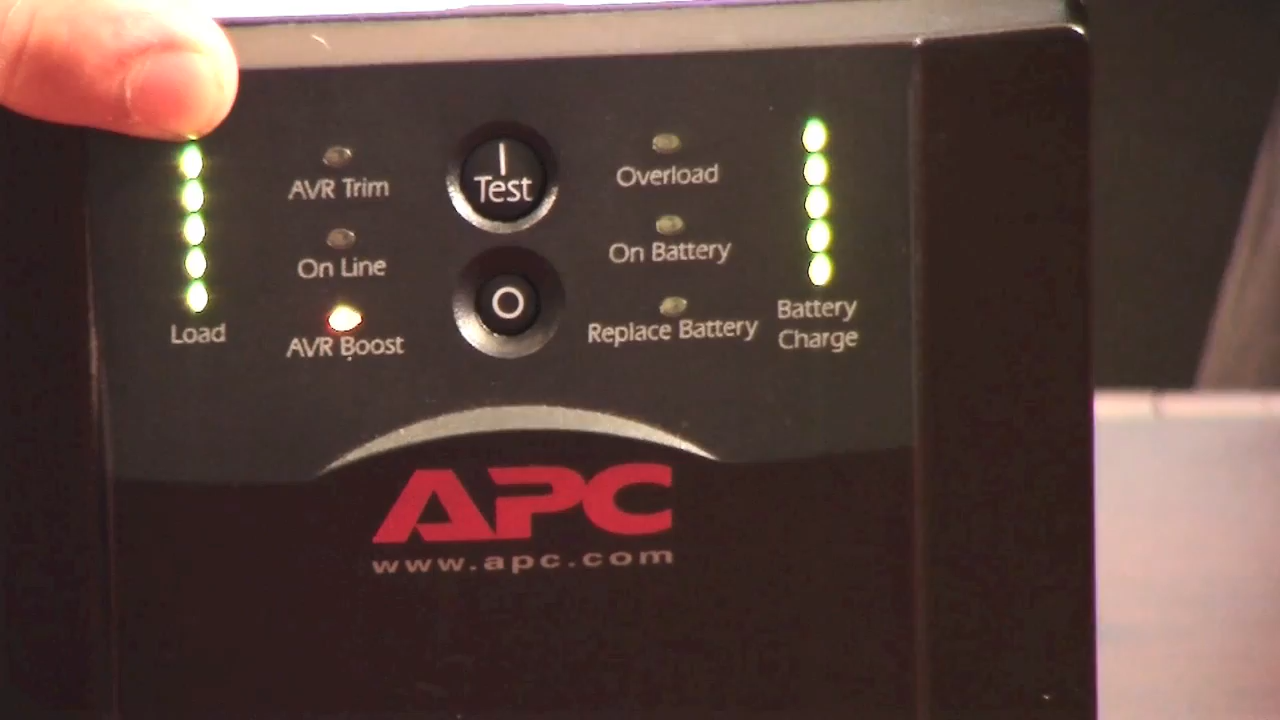 AVR Trim
On Line
AVR Boost
Load
Test
Overload
On Battery
Replace Battery
Battery
Charge
APC
www.apc.com